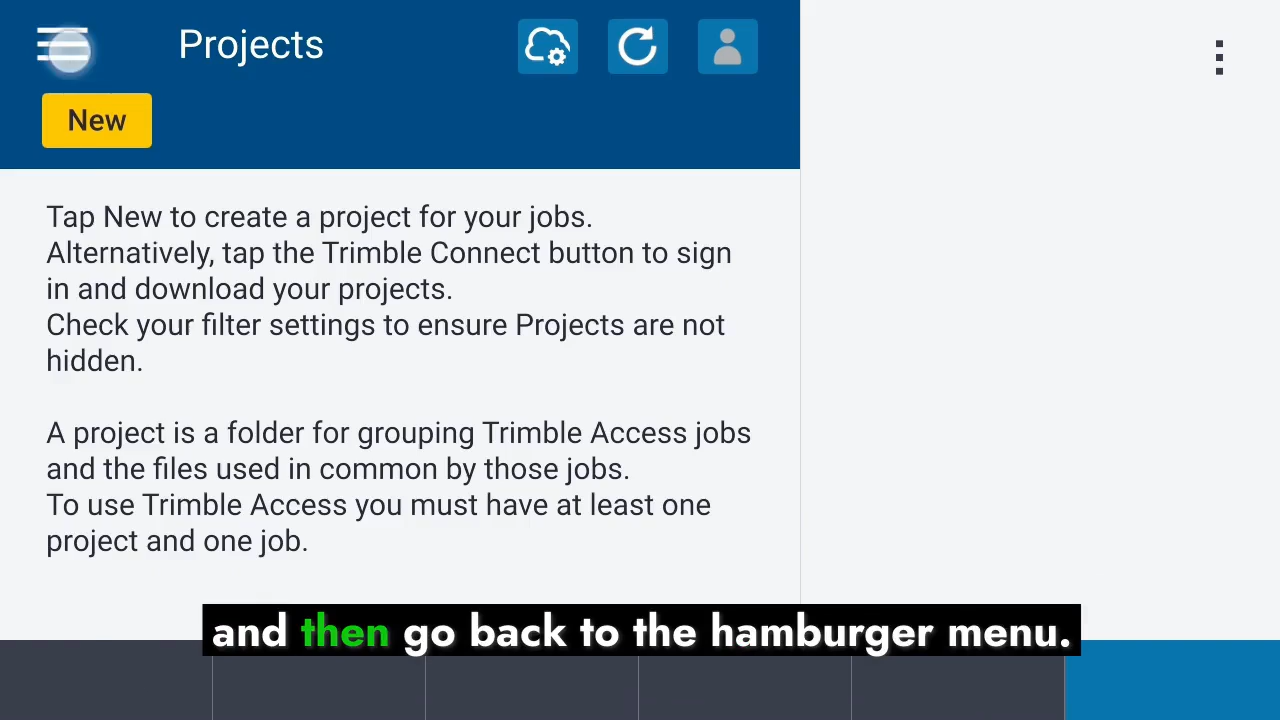 Projects
New
Tap New to create a project for your jobs.
Alternatively, tap the Trimble Connect button to sign
in and download your projects.
Check your filter settings to ensure Projects are not
hidden.
A project is a folder for grouping Trimble Access jobs
and the files used in common by those jobs.
To use Trimble Access you must have at least one
project and one job.
and then go back to the hamburger menu.